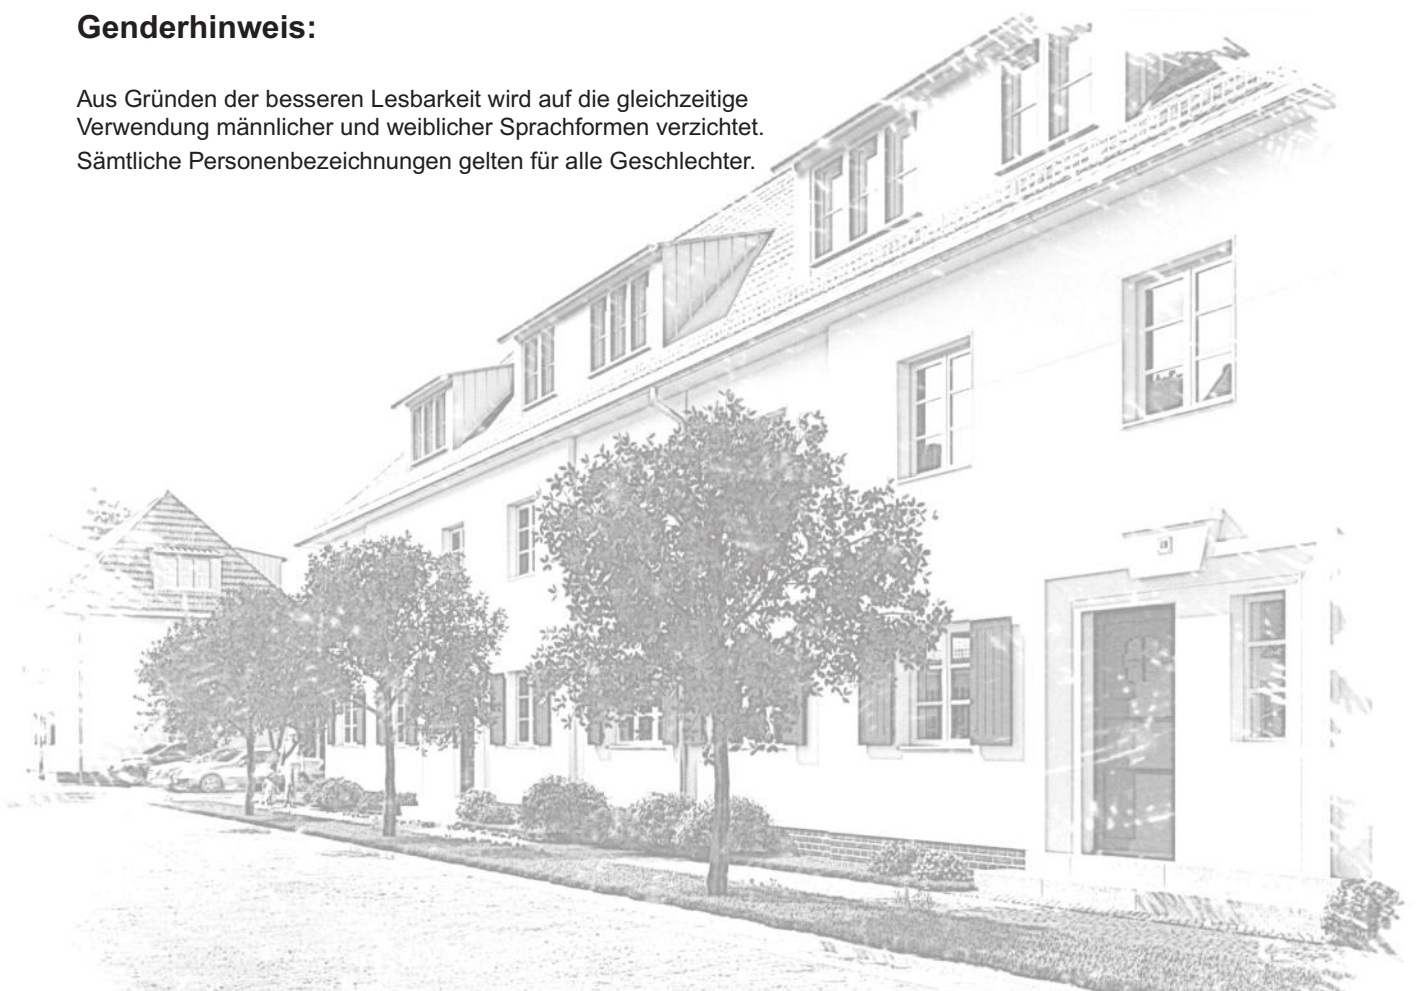 Genderhinweis:
Aus Gründen der besseren Lesbarkeit wird auf die gleichzeitige
Verwendung männlicher und weiblicher Sprachformen verzichtet.
Sämtliche Personenbezeichnungen gelten für alle Geschlechter.